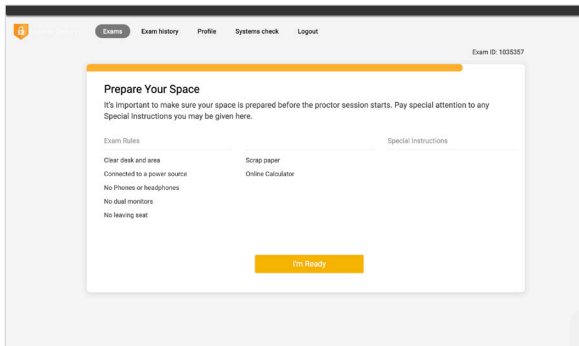 Exams Exam history Profile Systems check Logout
Exam ID: 1035357
Prepare Your Space
It's important to make sure your space is prepared before the proctor session starts. Pay special attention to any
Special Instructions you may be given here.
Exam Rules
Special Instructions
Clear desk and area
Scrap paper
Connected to a power source
Online Calculator
No Phones or headphones
No dual monitors
No leaving seat
I'm Ready